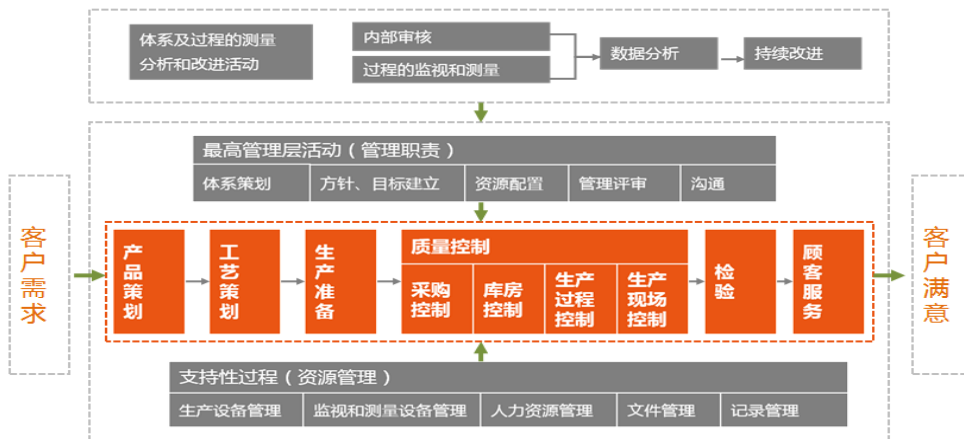 体系及过程的测量
分析和改进活动
内部审核
过程的监视和测量
数据分析
持续改进
最高管理层活动（管理职责）
体系策划
方针、目标建立
资源配置
管理评审
沟通
客户需求
产品策划
工艺策划
生产准备
质量控制
采购
控制
库房
控制
生产
过程
控制
生产
现场
控制
检验
顾客服务
客户满意
支持性过程（资源管理）
生产设备管理
监视和测量设备管理
人力资源管理
文件管理
记录管理